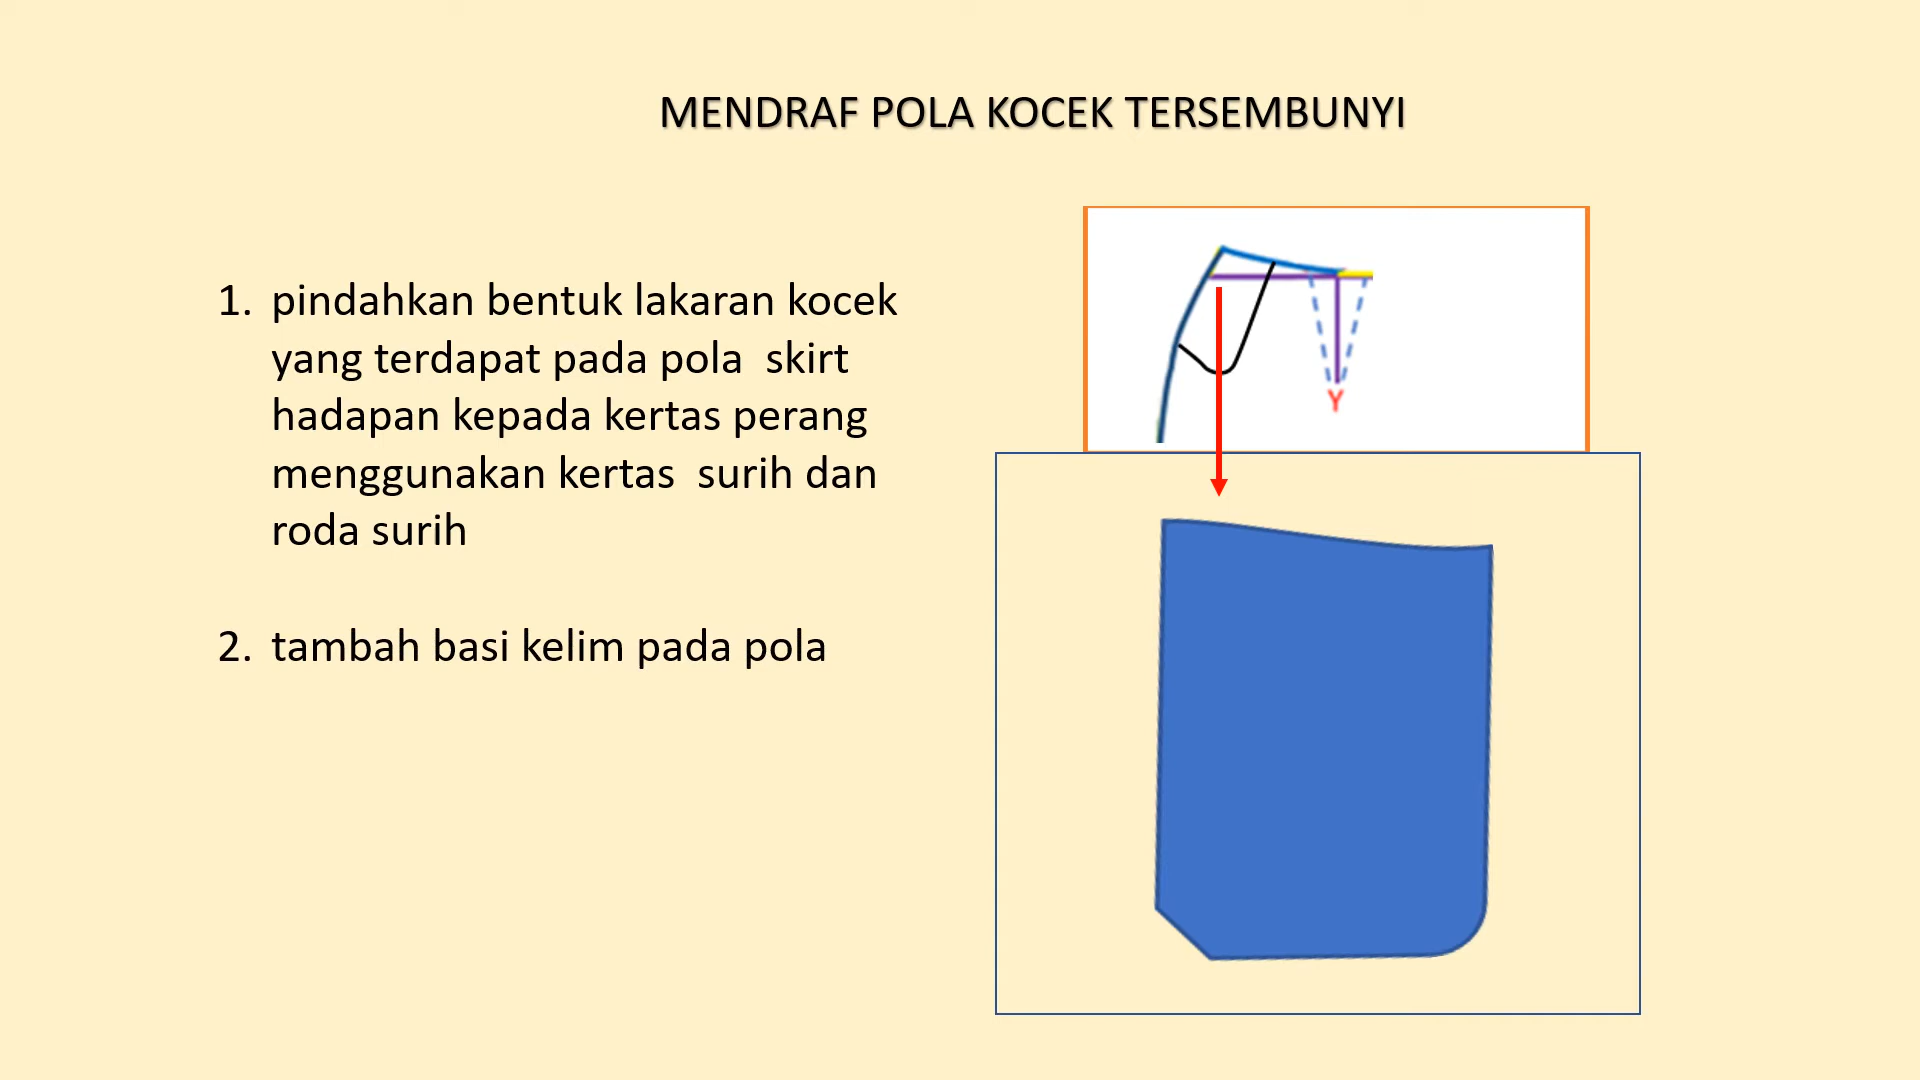 MENDRAF POLA KOCEK TERSEMBUNYI
1. pindahkan bentuk lakaran kocek
yang terdapat pada pola  skirt
hadapan kepada kertas perang
menggunakan kertas  surih dan
roda surih
2. tambah basi kelim pada pola
Y